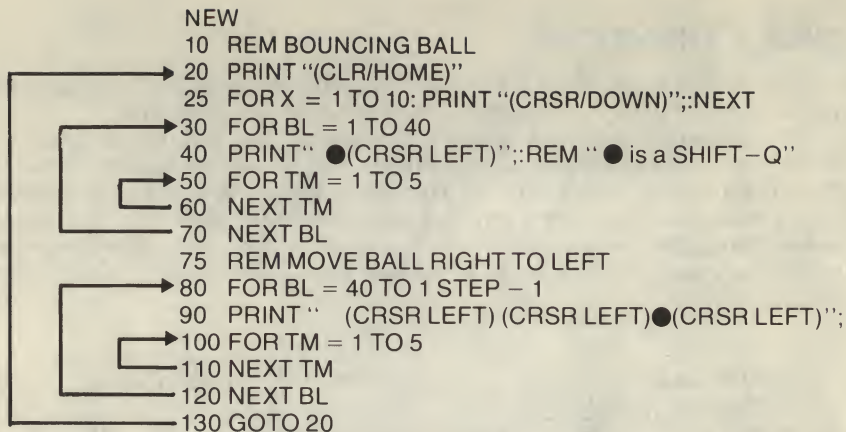 NEW
10 REM BOUNCING BALL
20 PRINT “(CLR/HOME)”
25 FOR X = 1 TO 10: PRINT “(CRSR/DOWN)”;:NEXT
30 FOR BL = 1 TO 40
40 PRINT“ ●(CRSR LEFT)”;:REM “● is a SHIFT–Q”
50 FOR TM = 1 TO 5
60 NEXT TM
70 NEXT BL
75 REM MOVE BALL RIGHT TO LEFT
80 FOR BL = 40 TO 1 STEP – 1
90 PRINT “ (CRSR LEFT) (CRSR LEFT)●(CRSR LEFT)”;
100 FOR TM = 1 TO 5
110 NEXT TM
120 NEXT BL
130 GOTO 20